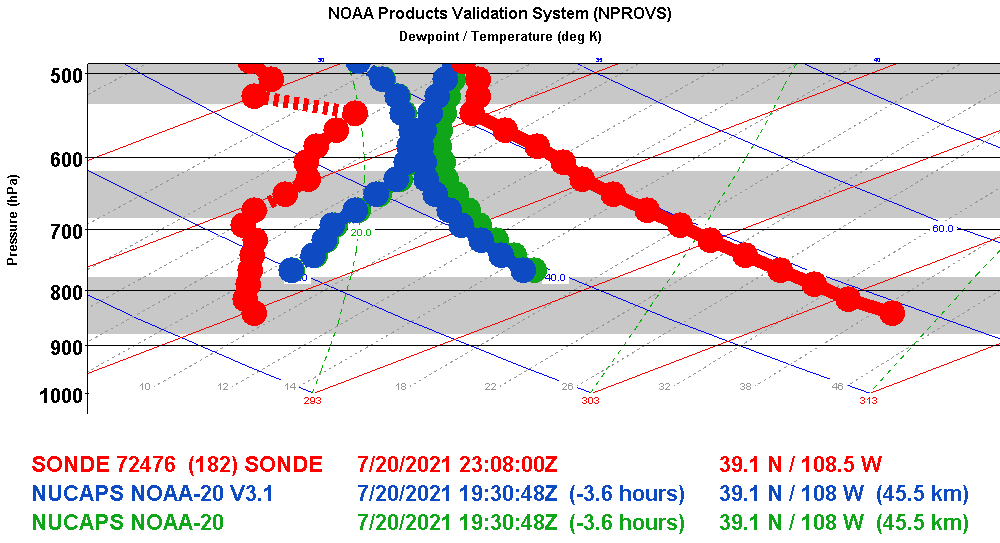 NOAA Products Validation System (NPROVS)
Dewpoint / Temperature (deg K)
30 35 40
500
600
700
800
900
1000
Pressure (hPa)
20.0
60.0
40.0
10 12 14 18 22 26 32 38 46
293 303 313
SONDE 72476 (182) SONDE 7/20/2021 23:08:00Z 39.1 N / 108.5 W
NUCAPS NOAA-20 V3.1 7/20/2021 19:30:48Z (-3.6 hours) 39.1 N / 108 W (45.5 km)
NUCAPS NOAA-20 7/20/2021 19:30:48Z (-3.6 hours) 39.1 N / 108 W (45.5 km)